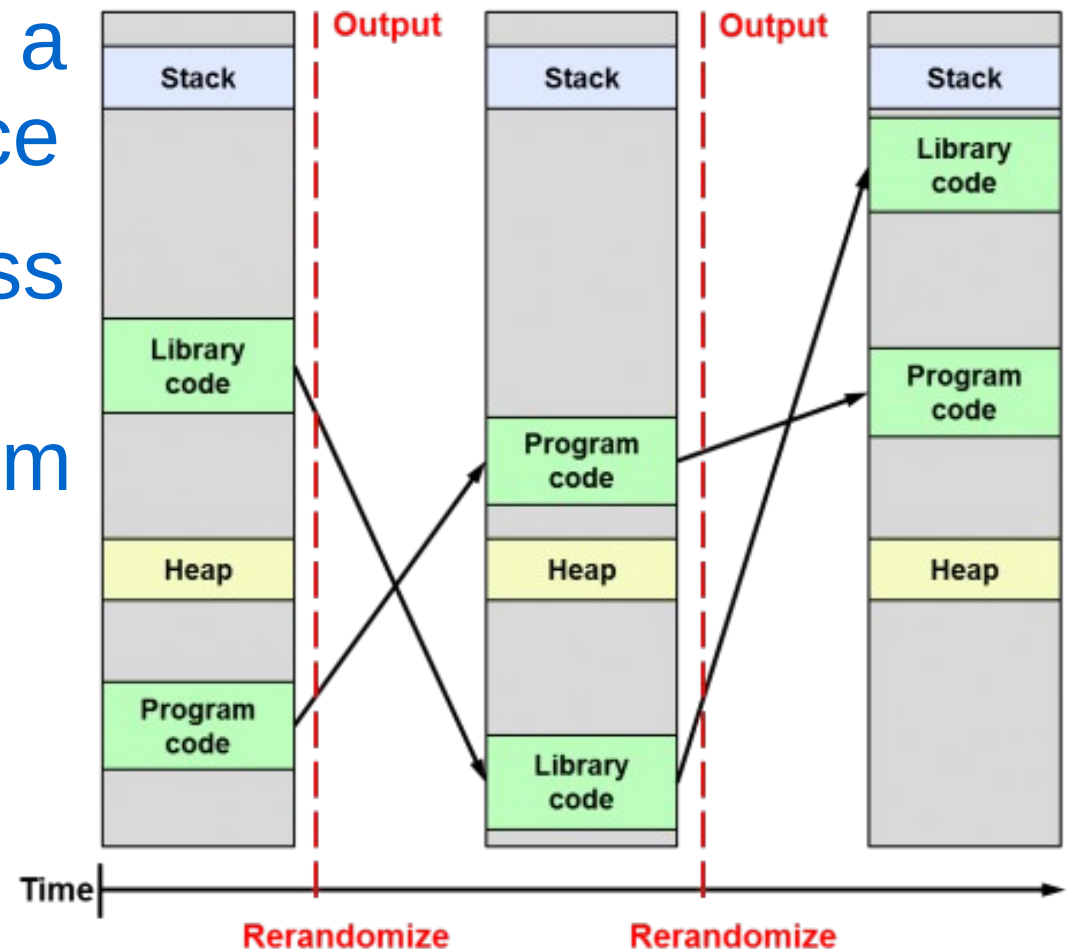 a
ce
ss
m
Output
Output
Stack
Library
code
Heap
Program
code
Stack
Program
code
Heap
Library
code
Stack
Library
code
Program
code
Heap
Time
Rerandomize
Rerandomize